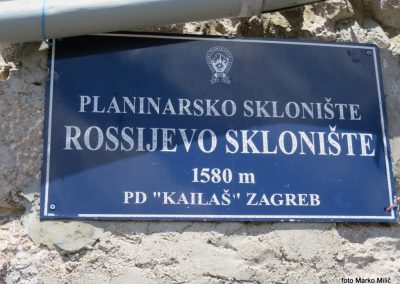 PLANINARSKO SKLONIŠTE
ROSSIJEVO SKLONIŠTE
1580 m
PD "KAILAŠ" ZAGREB
foto Marko Milić